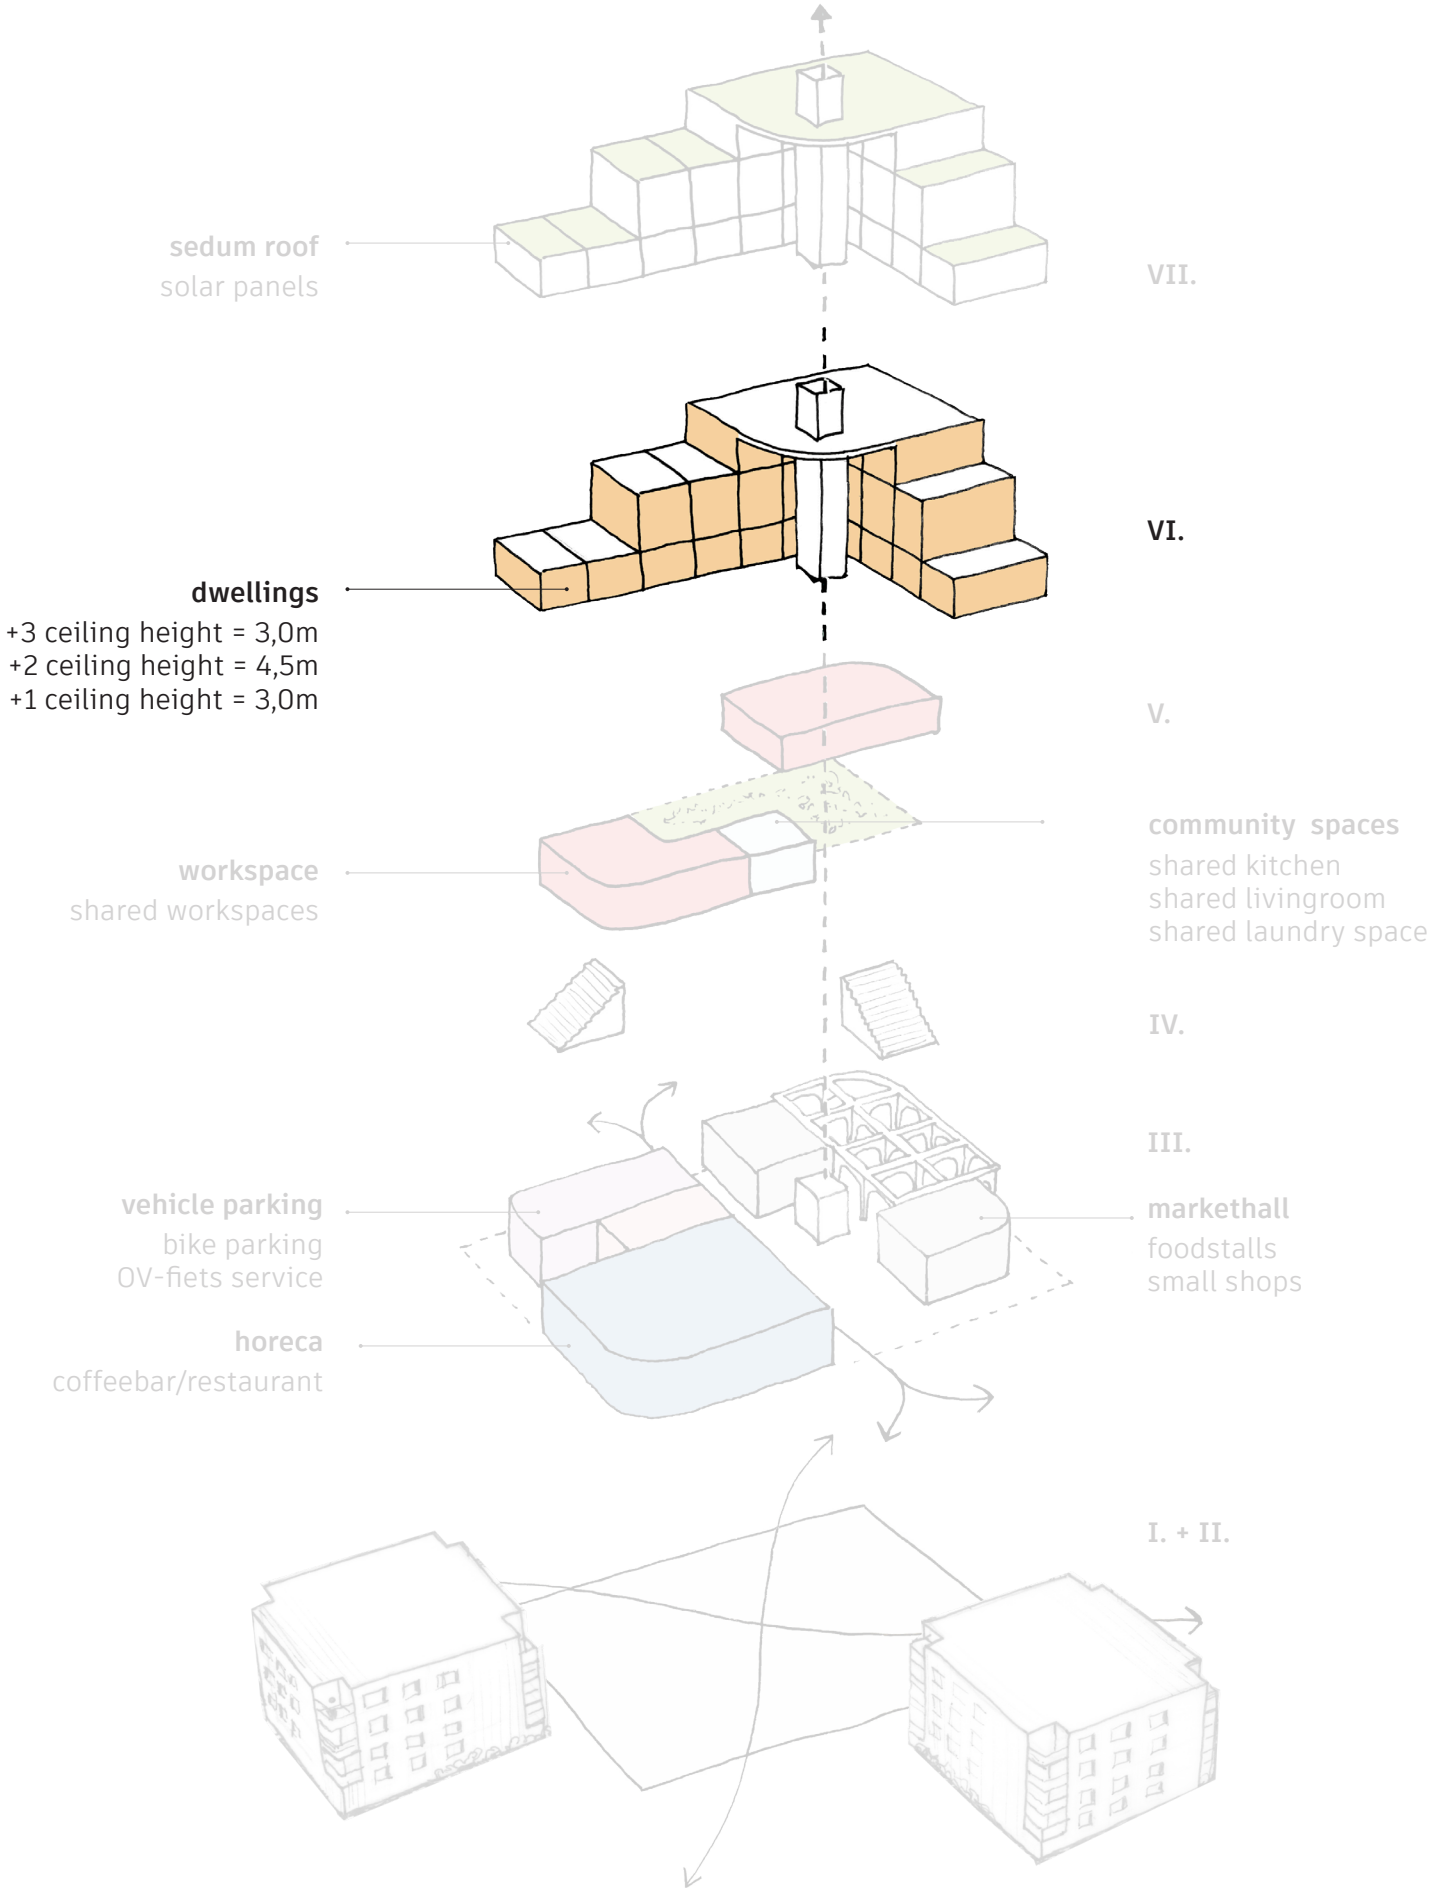 sedum roof
solar panels
VII.
VI.
dwellings
+3 ceiling height = 3,0m
+2 ceiling height = 4,5m
+1 ceiling height = 3,0m
V.
workspace
shared workspaces
community spaces
shared kitchen
shared livingroom
shared laundry space
IV.
III.
vehicle parking
bike parking
OV-fiets service
markethall
foodstalls
small shops
horeca
coffeebar/restaurant
I. + II.